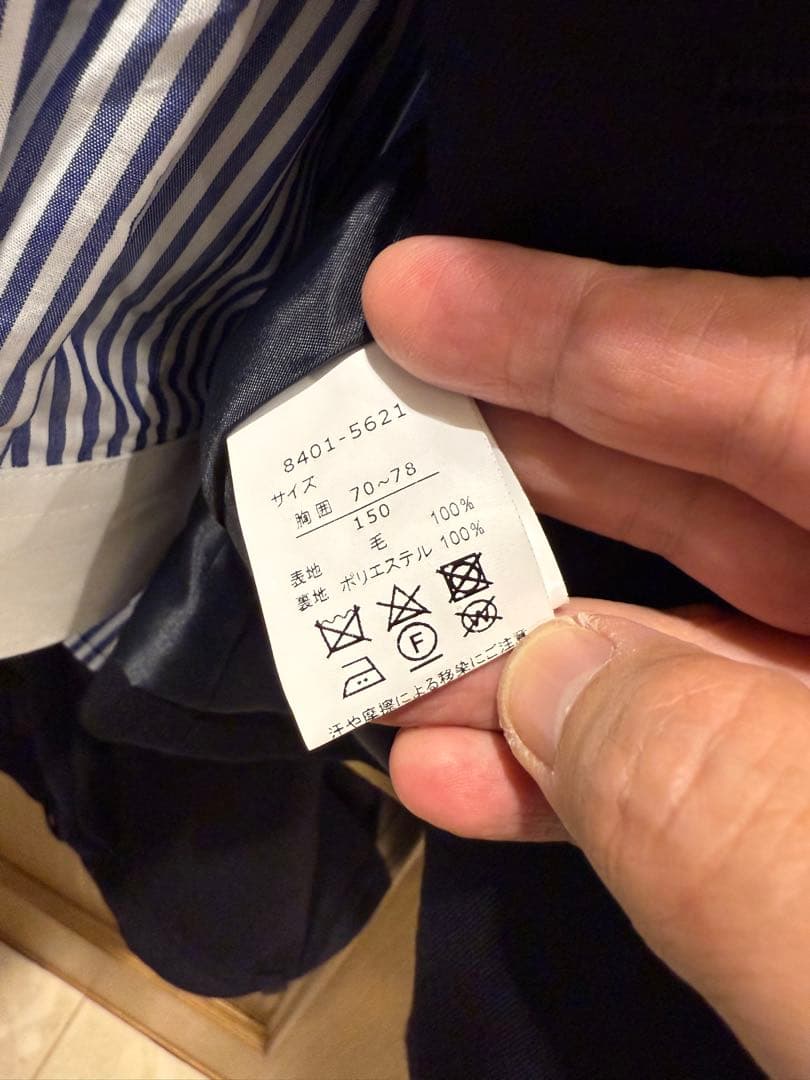 8401-5621
サイズ
胸囲 70~78
150
表地 毛 100%
裏地 ポリエステル 100%
F W
汗や摩擦による移染にご注意